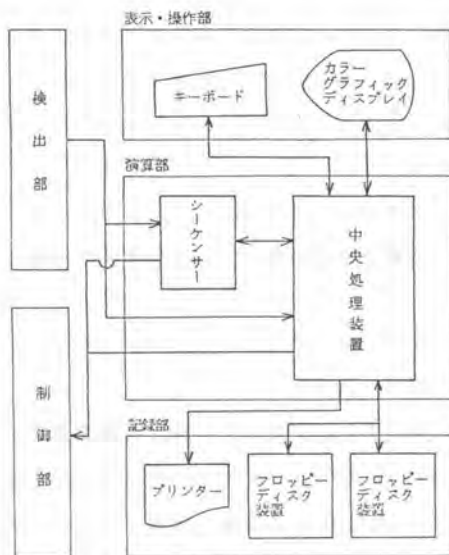 表示・操作部
キーボード
カラー
グラフィック
ディスプレイ
検出部
演算部
シーケンサー
中央処理装置
制御部
記録部
プリンター
フロッピー
ディスク
装置
フロッピー
ディスク
装置